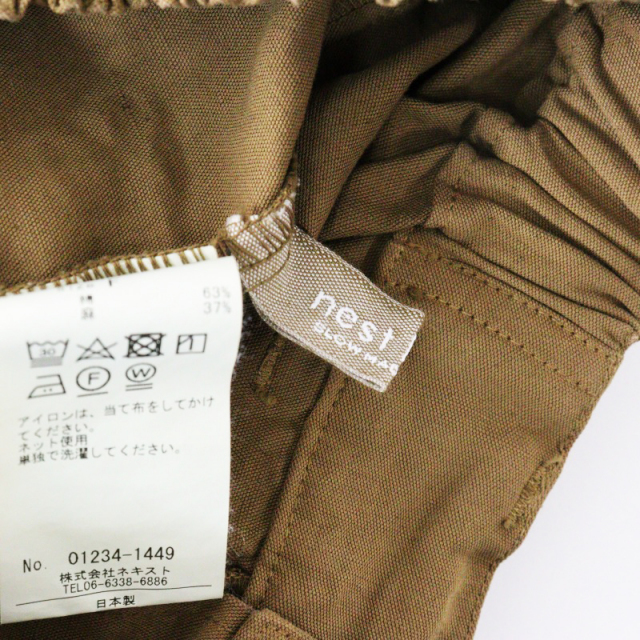 63%
37%
30
F
W
アイロンは、当て布をしてかけ
てください。
ネット使用
単独で洗濯してください。
No. 01234-1449
株式会社ネキスト
TEL06-6338-6886
日本製
nest
SLOW-MA